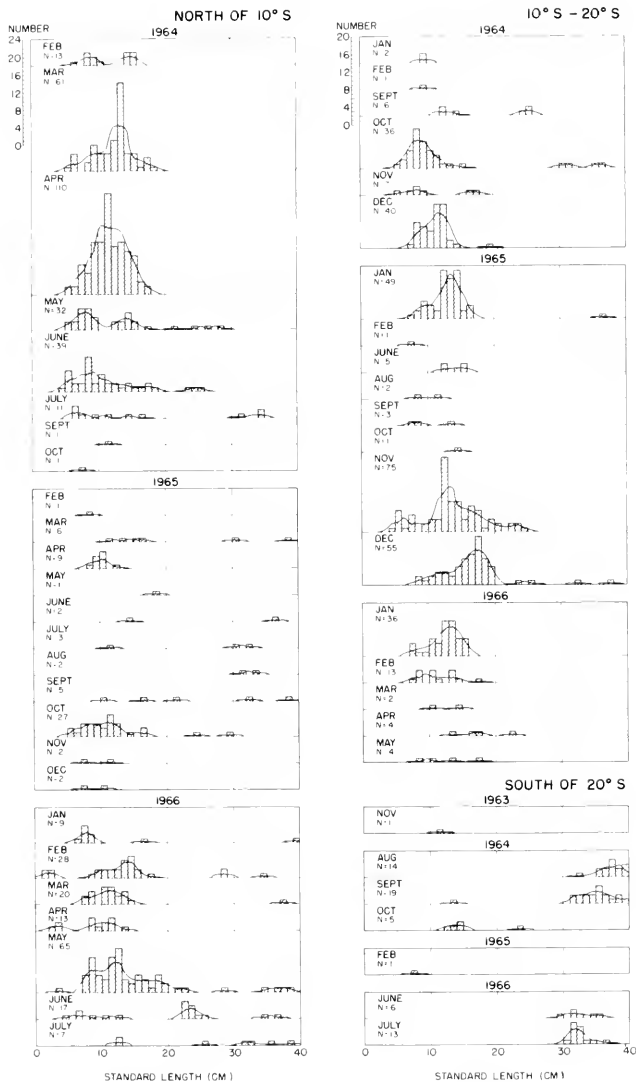 NORTH OF 10° S
NUMBER
1964
24
20
16
12
8
4
0
FEB
N=13
MAR
N=61
APR
N=110
MAY
N=32
JUNE
N=39
JULY
N=11
SEPT
N=1
OCT
N=1
1965
FEB
N=1
MAR
N=6
APR
N=9
MAY
N=1
JUNE
N=2
JULY
N=3
AUG
N=2
SEPT
N=5
OCT
N=27
NOV
N=2
DEC
N=2
1966
JAN
N=9
FEB
N=28
MAR
N=20
APR
N=13
MAY
N=65
JUNE
N=17
JULY
N=7
0 10 20 30 40
STANDARD LENGTH (CM)
10° S – 20° S
NUMBER
1964
20
16
12
8
4
0
JAN
N=2
FEB
N=1
SEPT
N=6
OCT
N=36
NOV
DEC
N=40
1965
JAN
N=49
FEB
N=1
JUNE
N=5
AUG
N=2
SEPT
N=3
OCT
N=1
NOV
N=75
DEC
N=55
1966
JAN
N=36
FEB
N=13
MAR
N=2
APR
N=4
MAY
N=4
SOUTH OF 20° S
1963
NOV
N=1
1964
AUG
N=14
SEPT
N=19
OCT
N=5
1965
FEB
N=1
1966
JUNE
N=6
JULY
N=13
0 10 20 30 40
STANDARD LENGTH (CM)